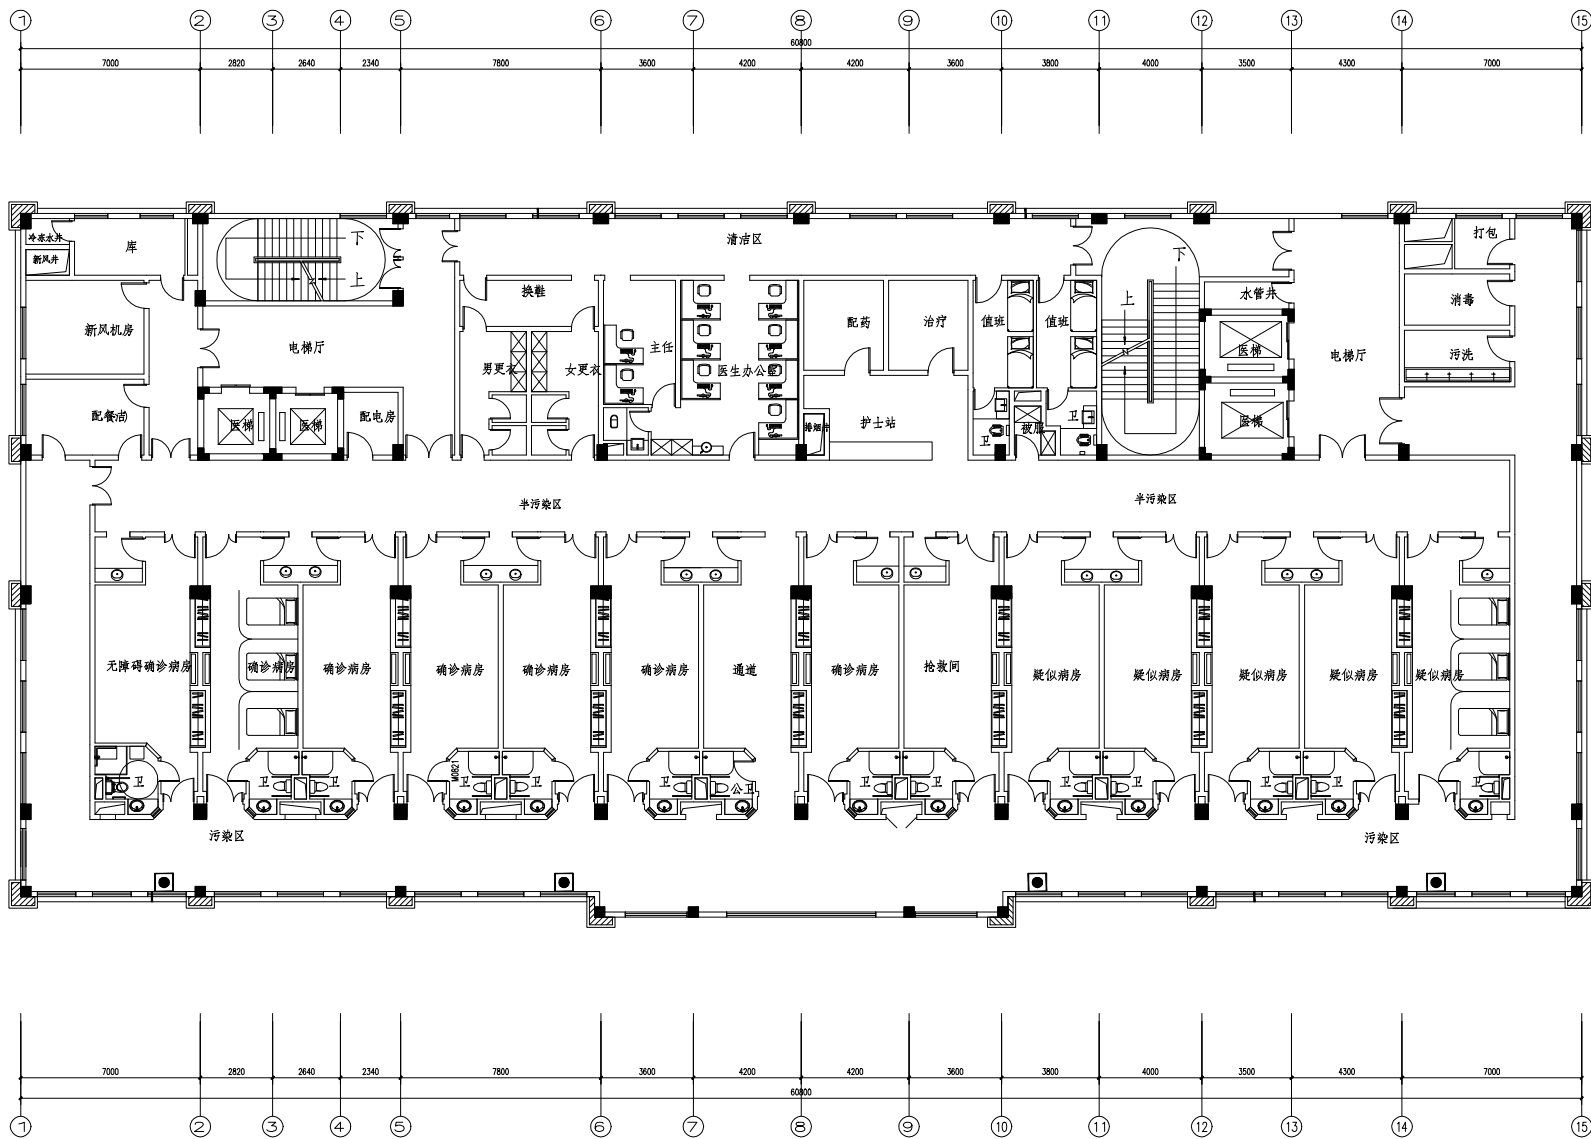 1 2 3 4 5 6 7 8 9 10 11 12 13 14 15
60800
7000 2820 2640 2340 7800 3600 4200 4200 3600 3800 4000 3500 4300 7000
冷冻水井
库
下
清洁区
下
打包
新风井
上
换鞋
值班
值班
上
水管井
消毒
新风机房
电梯厅
男更衣
女更衣
主任
医生办公室
配药
治疗
医梯
电梯厅
污洗
配餐间
医梯
医梯
配电房
排烟井
护士站
卫
被服
卫
医梯
半污染区
半污染区
无障碍确诊病房
确诊病房
确诊病房
确诊病房
确诊病房
确诊病房
通道
确诊病房
抢救间
疑似病房
疑似病房
疑似病房
疑似病房
疑似病房
M0821
卫
卫
卫
卫
卫
卫
公卫
卫
卫
卫
卫
卫
卫
卫
污染区
污染区
7000 2820 2640 2340 7800 3600 4200 4200 3600 3800 4000 3500 4300 7000
60800
1 2 3 4 5 6 7 8 9 10 11 12 13 14 15